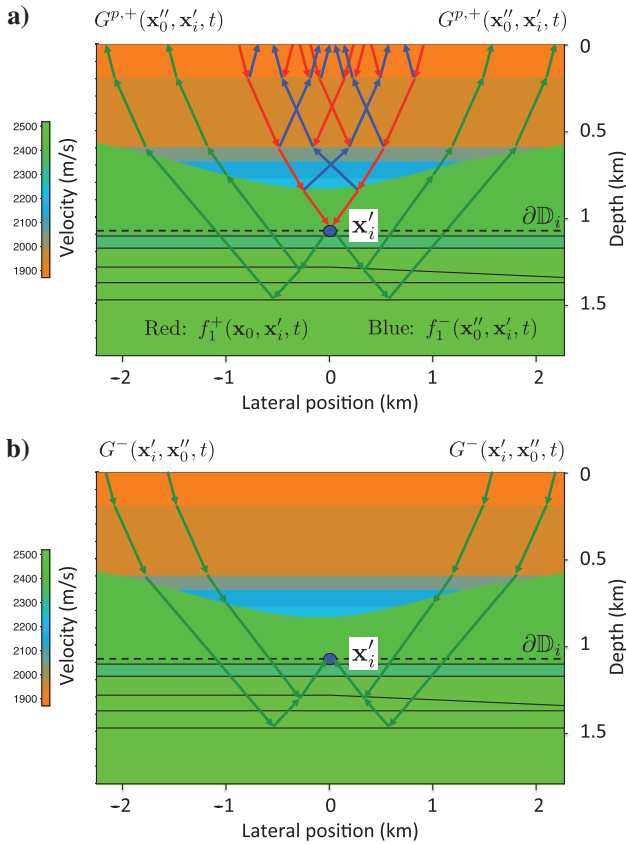 a)
G^{p,+}(x''_0, x'_i, t) G^{p,+}(x''_0, x'_i, t)
2500
2400
2300
2200
2100
2000
1900
Velocity (m/s)
0
0.5
1
1.5
Depth (km)
∂𝔻_i
x'_i
Red: f_1^+(x_0, x'_i, t) Blue: f_1^-(x''_0, x'_i, t)
-2 -1 0 1 2
Lateral position (km)
b)
G^-(x'_i, x''_0, t) G^-(x'_i, x''_0, t)
2500
2400
2300
2200
2100
2000
1900
Velocity (m/s)
0
0.5
1
1.5
Depth (km)
∂𝔻_i
x'_i
-2 -1 0 1 2
Lateral position (km)